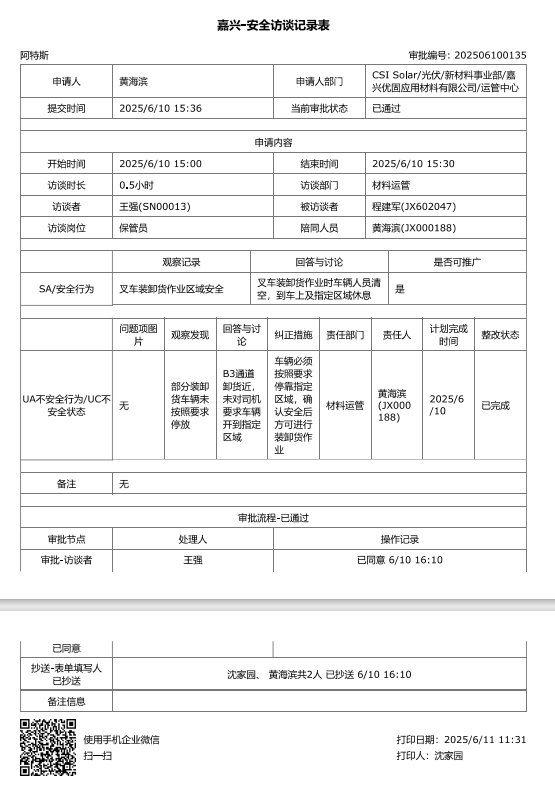 嘉兴-安全访谈记录表
阿特斯 审批编号：202506100135
申请人 黄海滨 申请人部门 CSI Solar/光伏/新材料事业部/嘉
兴优固应用材料有限公司/运管中心
提交时间 2025/6/10 15:36 当前审批状态 已通过
申请内容
开始时间 2025/6/10 15:00 结束时间 2025/6/10 15:30
访谈时长 0.5小时 访谈部门 材料运管
访谈者 王强(SN00013) 被访谈者 程建军(JX602047)
访谈岗位 保管员 陪同人员 黄海滨(JX000188)
观察记录 回答与讨论 是否可推广
SA/安全行为 叉车装卸货作业区域安全 叉车装卸货作业时车辆人员清
空，到车上及指定区域休息 是
问题项图
片
观察发现
回答与讨
论
纠正措施
责任部门
责任人
计划完成
时间
整改状态
UA不安全行为/UC不
安全状态
无
部分装卸
货车辆未
按照要求
停放
B3通道
卸货近，
未对司机
要求车辆
开到指定
区域
车辆必须
按照要求
停靠指定
区域，确
认安全后
方可进行
装卸货作
业
材料运管
黄海滨
(JX000
188)
2025/6
/10
已完成
备注 无
审批流程-已通过
审批节点 处理人 操作记录
审批-访谈者 王强 已同意 6/10 16:10
已同意
抄送-表单填写人
已抄送
沈家园、 黄海滨共2人 已抄送 6/10 16:10
备注信息
使用手机企业微信
扫一扫
打印日期：2025/6/11 11:31
打印人：沈家园